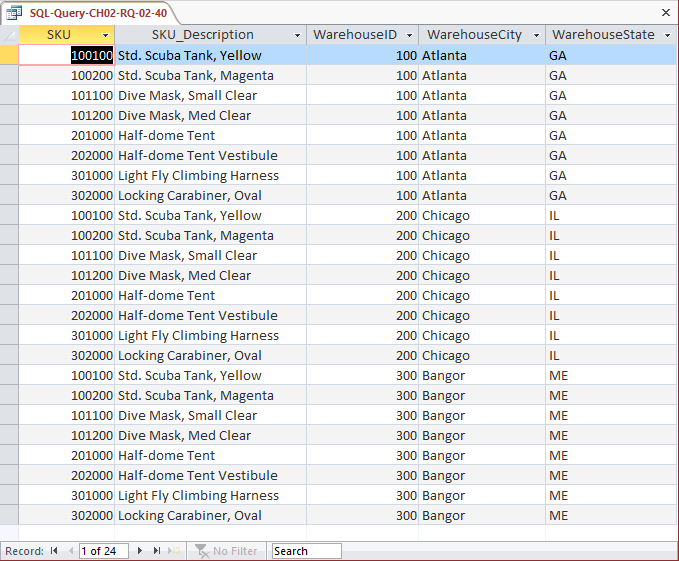 SQL-Query-CH02-RQ-02-40
SKU SKU_Description WarehouseID WarehouseCity WarehouseState
100100 Std. Scuba Tank, Yellow 100 Atlanta GA
100200 Std. Scuba Tank, Magenta 100 Atlanta GA
101100 Dive Mask, Small Clear 100 Atlanta GA
101200 Dive Mask, Med Clear 100 Atlanta GA
201000 Half-dome Tent 100 Atlanta GA
202000 Half-dome Tent Vestibule 100 Atlanta GA
301000 Light Fly Climbing Harness 100 Atlanta GA
302000 Locking Carabiner, Oval 100 Atlanta GA
100100 Std. Scuba Tank, Yellow 200 Chicago IL
100200 Std. Scuba Tank, Magenta 200 Chicago IL
101100 Dive Mask, Small Clear 200 Chicago IL
101200 Dive Mask, Med Clear 200 Chicago IL
201000 Half-dome Tent 200 Chicago IL
202000 Half-dome Tent Vestibule 200 Chicago IL
301000 Light Fly Climbing Harness 200 Chicago IL
302000 Locking Carabiner, Oval 200 Chicago IL
100100 Std. Scuba Tank, Yellow 300 Bangor ME
100200 Std. Scuba Tank, Magenta 300 Bangor ME
101100 Dive Mask, Small Clear 300 Bangor ME
101200 Dive Mask, Med Clear 300 Bangor ME
201000 Half-dome Tent 300 Bangor ME
202000 Half-dome Tent Vestibule 300 Bangor ME
301000 Light Fly Climbing Harness 300 Bangor ME
302000 Locking Carabiner, Oval 300 Bangor ME
Record: 1 of 24 No Filter Search